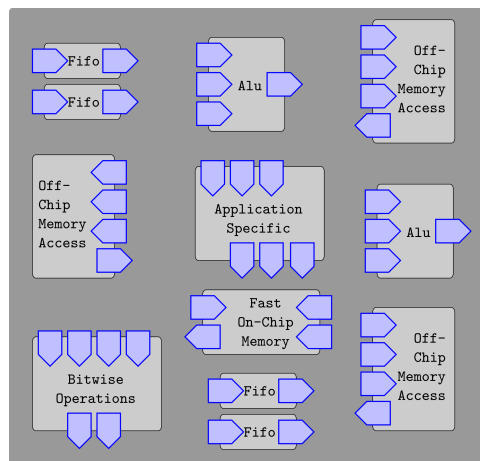 Fifo
Fifo
Alu
Off-
Chip
Memory
Access
Off-
Chip
Memory
Access
Application
Specific
Alu
Fast
On-Chip
Memory
Bitwise
Operations
Fifo
Fifo
Off-
Chip
Memory
Access